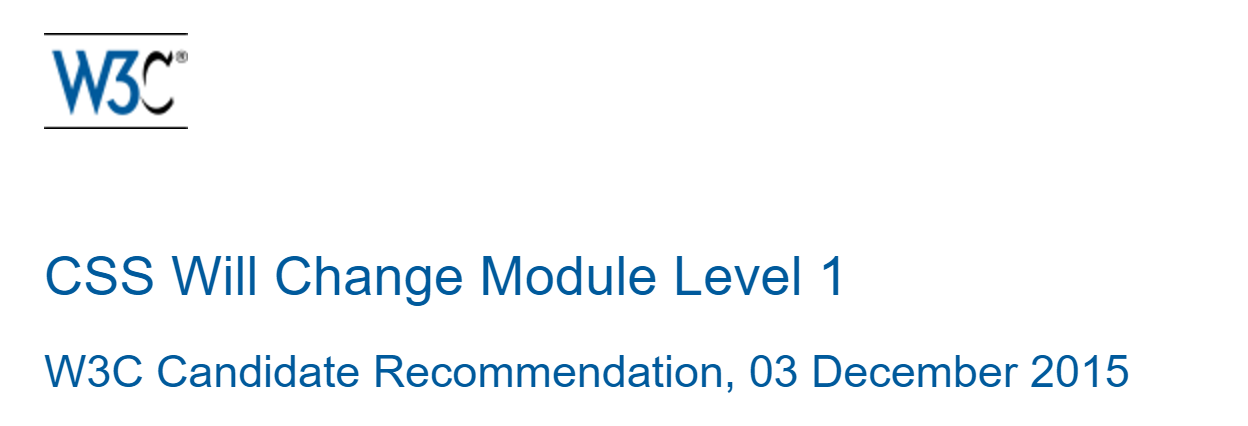 W3C®
CSS Will Change Module Level 1
W3C Candidate Recommendation, 03 December 2015